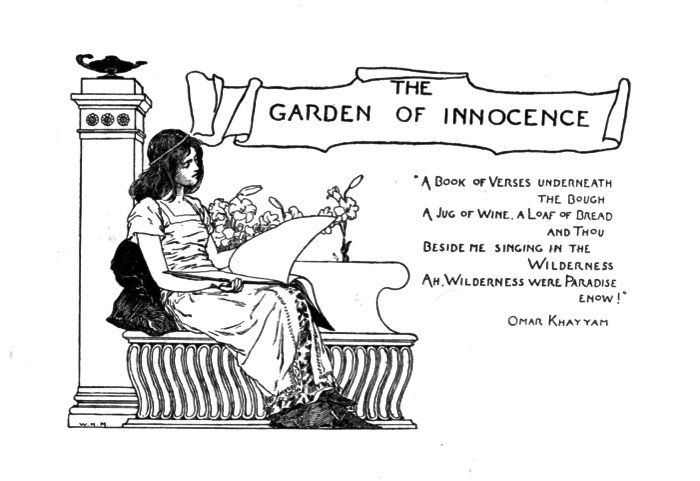 THE
GARDEN OF INNOCENCE
"A BOOK OF VERSES UNDERNEATH
THE BOUGH
A JUG OF WINE, A LOAF OF BREAD
AND THOU
BESIDE ME SINGING IN THE
WILDERNESS
AH, WILDERNESS WERE PARADISE
ENOW!"
OMAR KHAYYAM
W.H.M.